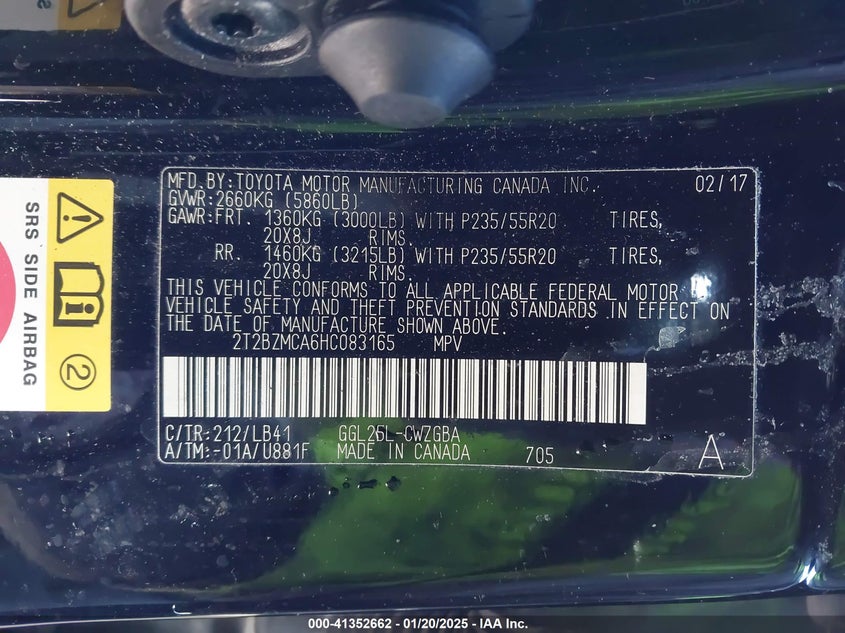 MFD.BY:TOYOTA MOTOR MANUFACTURING CANADA INC. 02/17
GVWR:2660KG (5860LB)
GAWR:FRT. 1360KG (3000LB) WITH P235/55R20 TIRES,
20X8J RIMS.
RR. 1460KG (3215LB) WITH P235/55R20 TIRES,
20X8J RIMS.
THIS VEHICLE CONFORMS TO ALL APPLICABLE FEDERAL MOTOR
VEHICLE SAFETY AND THEFT PREVENTION STANDARDS IN EFFECT ON
THE DATE OF MANUFACTURE SHOWN ABOVE.
2T2BZMCA6HC083165 MPV
C/TR:212/LB41 GGL25L-CWZGBA
A/TM:-01A/U881F MADE IN CANADA 705 A
SRS SIDE AIRBAG
2
000-41352662 - 01/20/2025 - IAA Inc.